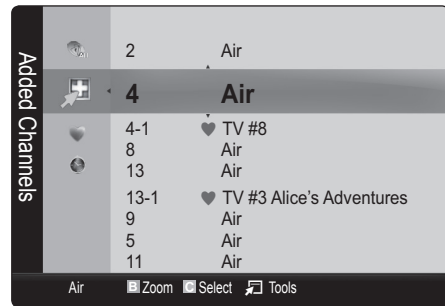 Added Channels
2 Air
4 Air
4-1 TV #8
8 Air
13 Air
13-1 TV #3 Alice's Adventures
9 Air
5 Air
11 Air
Air B Zoom C Select Tools